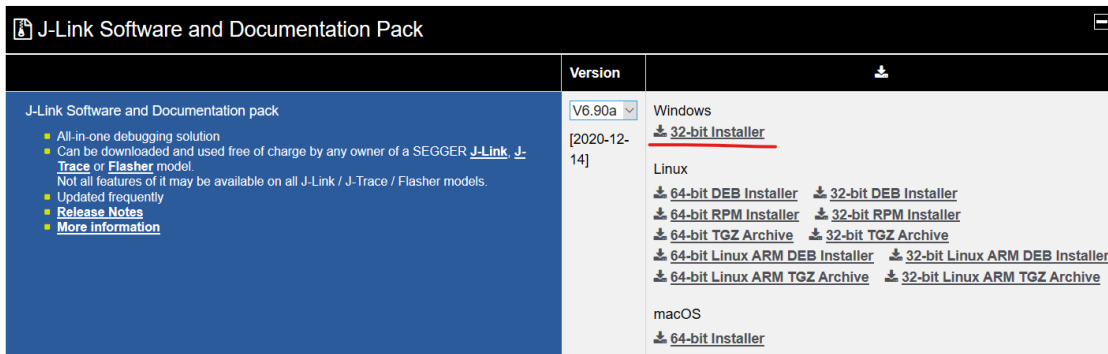 J-Link Software and Documentation Pack
Version
J-Link Software and Documentation pack
All-in-one debugging solution
Can be downloaded and used free of charge by any owner of a SEGGER J-Link, J-
Trace or Flasher model.
Not all features of it may be available on all J-Link / J-Trace / Flasher models.
Updated frequently
Release Notes
More information
V6.90a
[2020-12-
14]
Windows
32-bit Installer
Linux
64-bit DEB Installer 32-bit DEB Installer
64-bit RPM Installer 32-bit RPM Installer
64-bit TGZ Archive 32-bit TGZ Archive
64-bit Linux ARM DEB Installer 32-bit Linux ARM DEB Installer
64-bit Linux ARM TGZ Archive 32-bit Linux ARM TGZ Archive
macOS
64-bit Installer